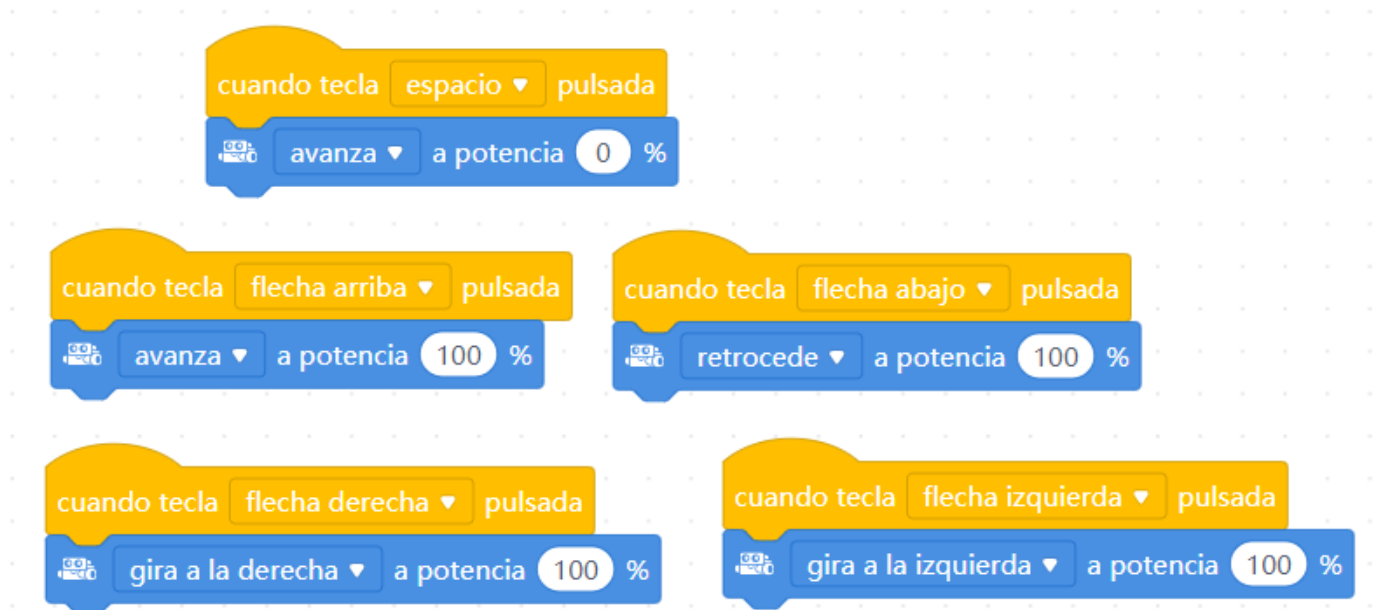 cuando tecla espacio pulsada
avanza a potencia 0 %
cuando tecla flecha arriba pulsada
avanza a potencia 100 %
cuando tecla flecha abajo pulsada
retrocede a potencia 100 %
cuando tecla flecha derecha pulsada
gira a la derecha a potencia 100 %
cuando tecla flecha izquierda pulsada
gira a la izquierda a potencia 100 %